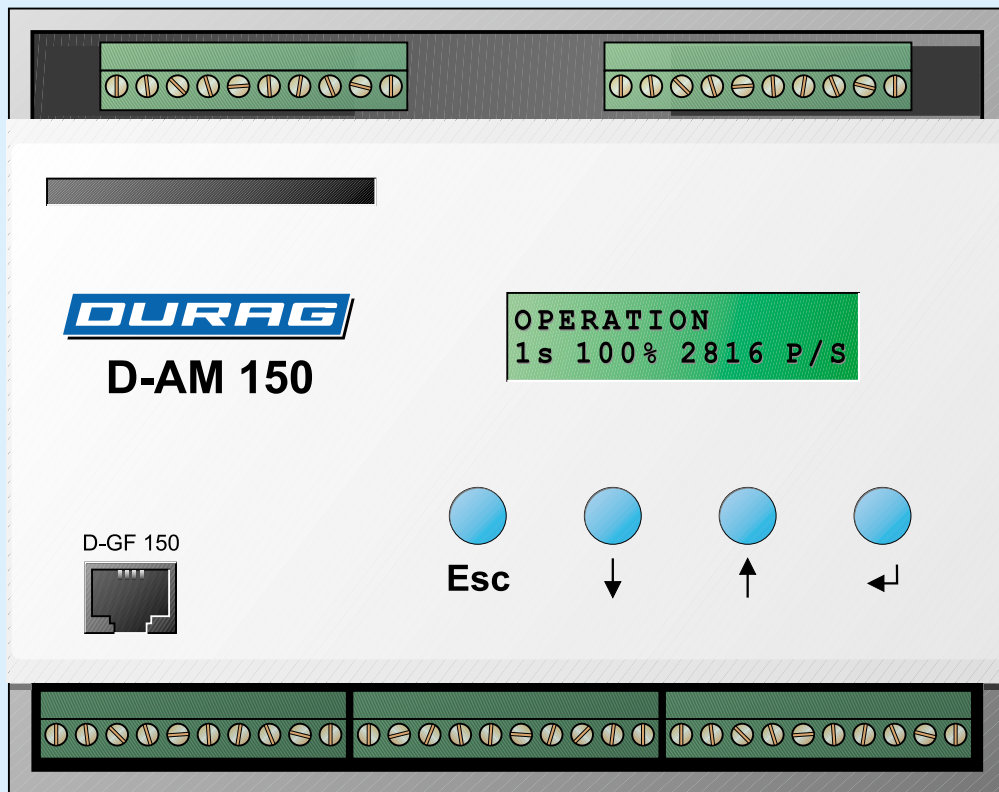 DURAG
D-AM 150
OPERATION
1s 100% 2816 P/S
D-GF 150
Esc